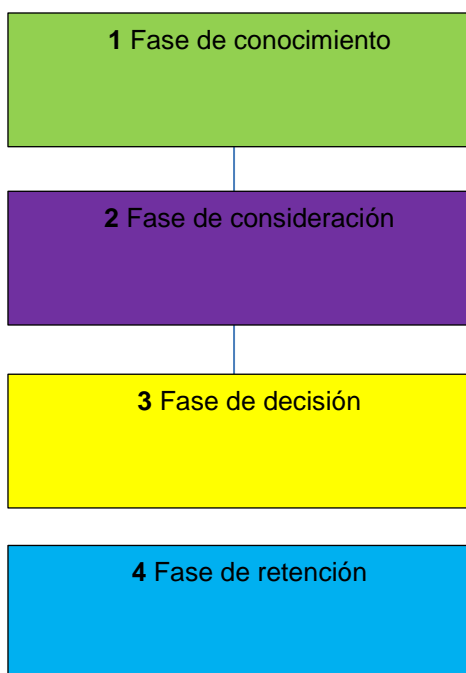 1 Fase de conocimiento
2 Fase de consideración
3 Fase de decisión
4 Fase de retención